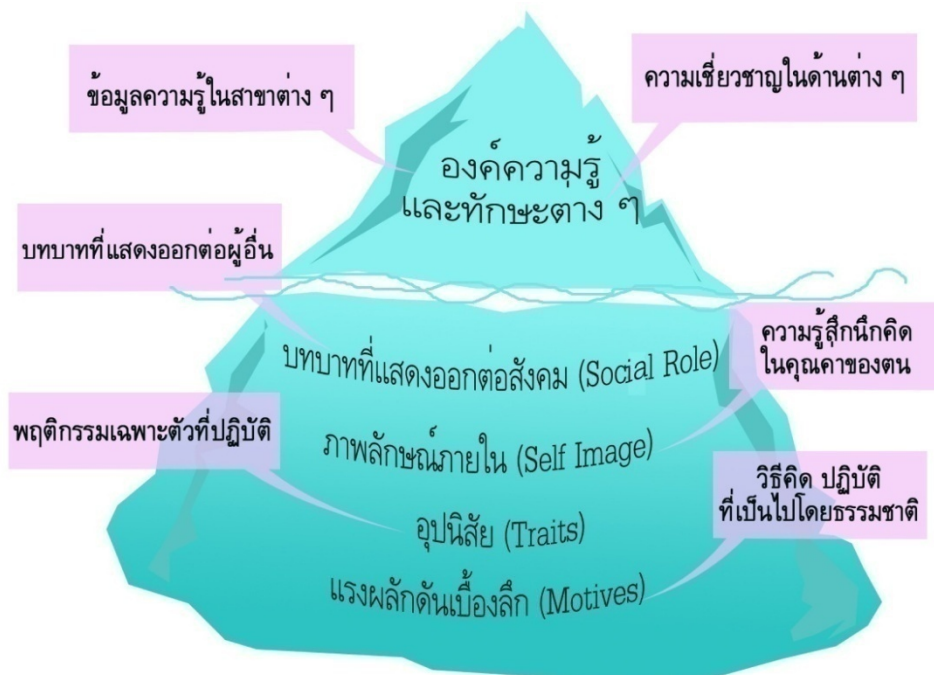 ข้อมูลความรู้ในสาขาต่าง ๆ
ความเชี่ยวชาญในด้านต่าง ๆ
องค์ความรู้
และทักษะต่าง ๆ
บทบาทที่แสดงออกต่อผู้อื่น
บทบาทที่แสดงออกต่อสังคม (Social Role)
ความรู้สึกนึกคิด
ในคุณค่าของตน
พฤติกรรมเฉพาะตัวที่ปฏิบัติ
ภาพลักษณ์ภายใน (Self Image)
วิธีคิด ปฏิบัติ
ที่เป็นไปโดยธรรมชาติ
อุปนิสัย (Traits)
แรงผลักดันเบื้องลึก (Motives)